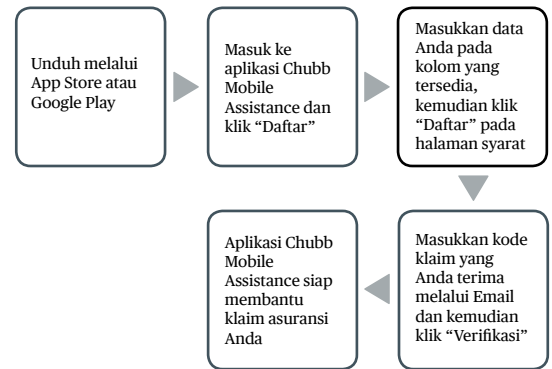 Unduh melalui
App Store atau
Google Play
Masuk ke
aplikasi Chubb
Mobile
Assistance dan
klik “Daftar”
Masukkan data
Anda pada
kolom yang
tersedia,
kemudian klik
“Daftar” pada
halaman syarat
Masukkan kode
klaim yang
Anda terima
melalui Email
dan kemudian
klik “Verifikasi”
Aplikasi Chubb
Mobile
Assistance siap
membantu
klaim asuransi
Anda